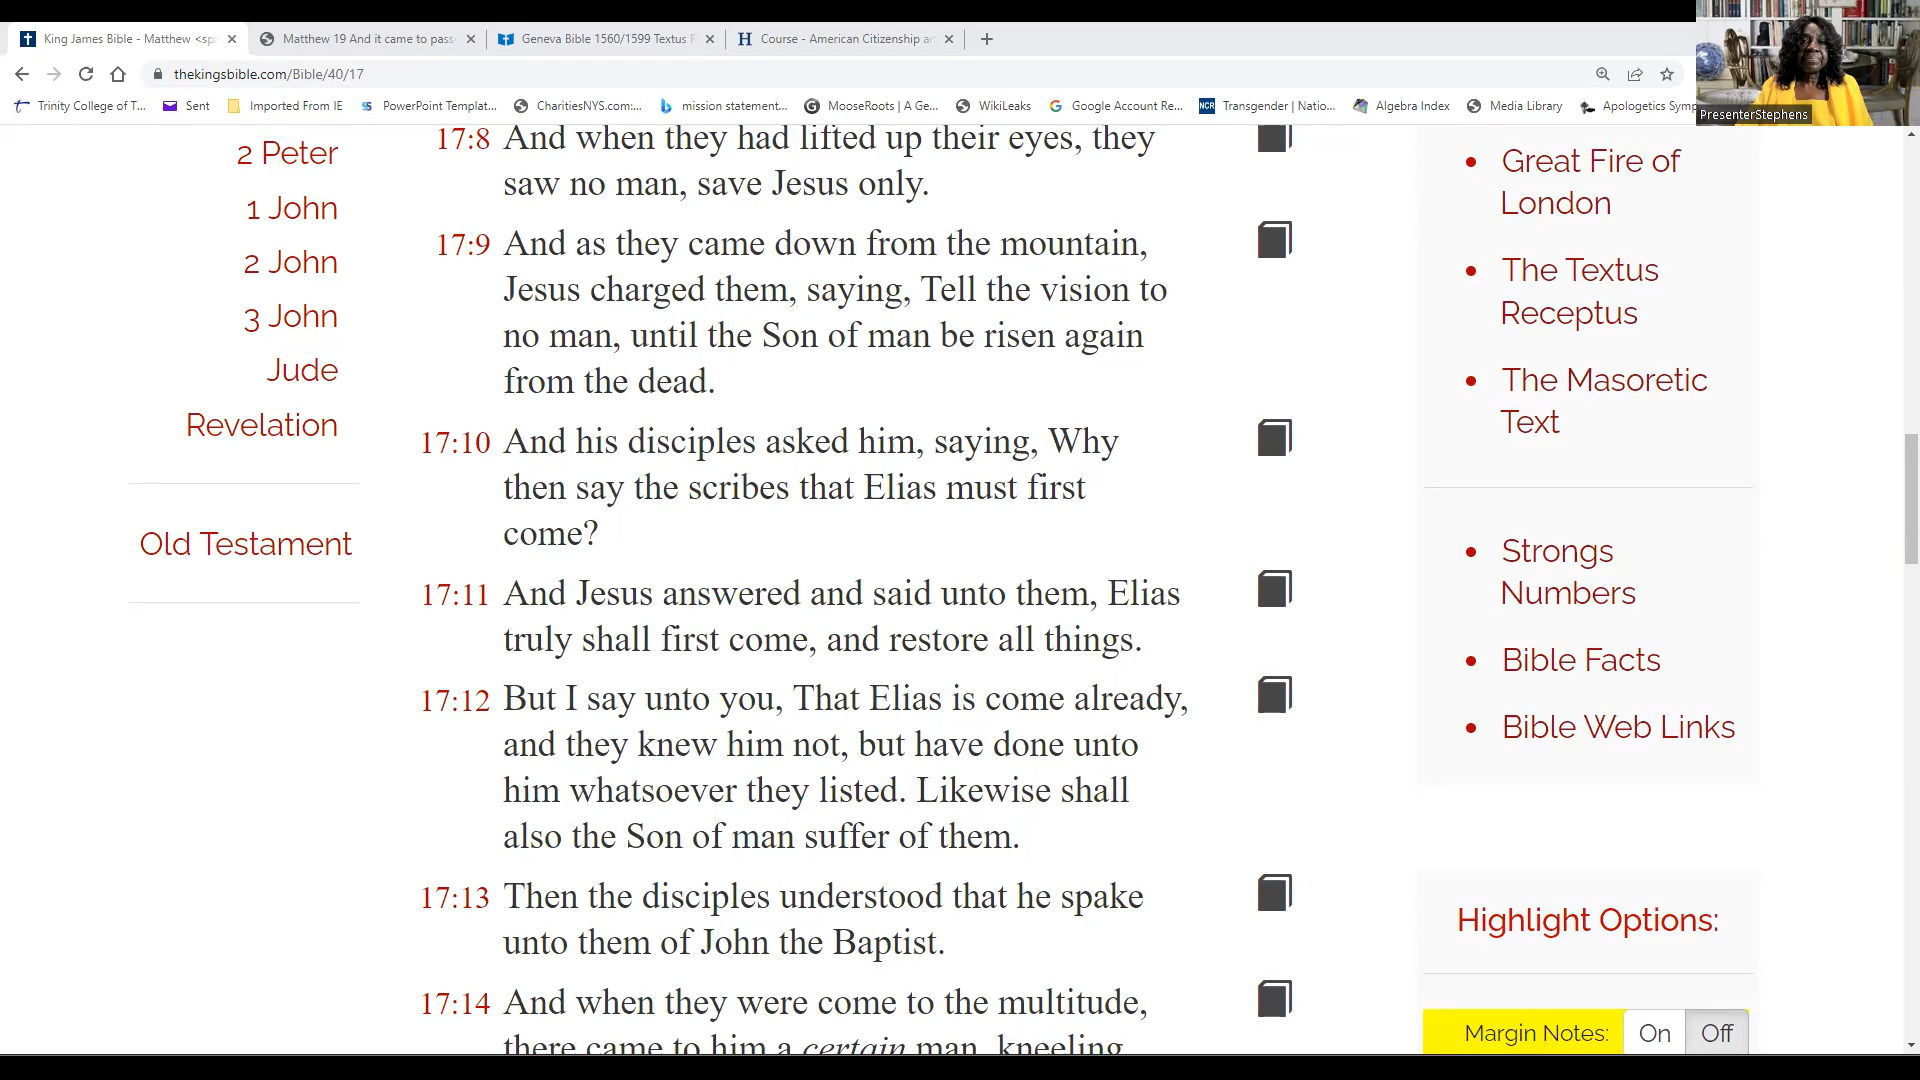 King James Bible - Matthew <spa
Matthew 19 And it came to pass
Geneva Bible 1560/1599 Textus R
Course - American Citizenship an
thekingsbible.com/Bible/40/17
Trinity College of T...
Sent
Imported From IE
PowerPoint Templat...
CharitiesNYS.com:...
mission statement...
MooseRoots | A Ge...
WikiLeaks
Google Account Re...
Transgender | Natio...
Algebra Index
Media Library
Apologetics Symp
PresenterStephens
2 Peter
1 John
2 John
3 John
Jude
Revelation
Old Testament
17:8 And when they had lifted up their eyes, they
saw no man, save Jesus only.
17:9 And as they came down from the mountain,
Jesus charged them, saying, Tell the vision to
no man, until the Son of man be risen again
from the dead.
17:10 And his disciples asked him, saying, Why
then say the scribes that Elias must first
come?
17:11 And Jesus answered and said unto them, Elias
truly shall first come, and restore all things.
17:12 But I say unto you, That Elias is come already,
and they knew him not, but have done unto
him whatsoever they listed. Likewise shall
also the Son of man suffer of them.
17:13 Then the disciples understood that he spake
unto them of John the Baptist.
17:14 And when they were come to the multitude,
there came to him a certain man, kneeling
Great Fire of
London
The Textus
Receptus
The Masoretic
Text
Strongs
Numbers
Bible Facts
Bible Web Links
Highlight Options:
Margin Notes: On Off